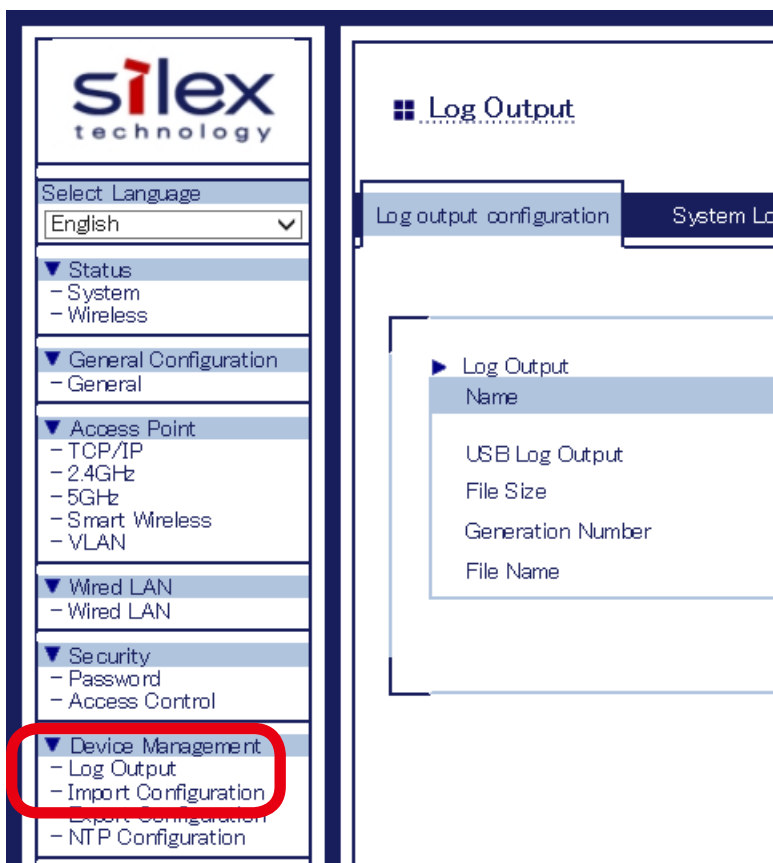 silex
technology
Select Language
English
▼ Status
- System
- Wireless
▼ General Configuration
- General
▼ Access Point
- TCP/IP
- 2.4GHz
- 5GHz
- Smart Wireless
- VLAN
▼ Wired LAN
- Wired LAN
▼ Security
- Password
- Access Control
▼ Device Management
- Log Output
- Import Configuration
- Export Configuration
- NTP Configuration
Log Output
Log output configuration
System Lo
Log Output
Name
USB Log Output
File Size
Generation Number
File Name